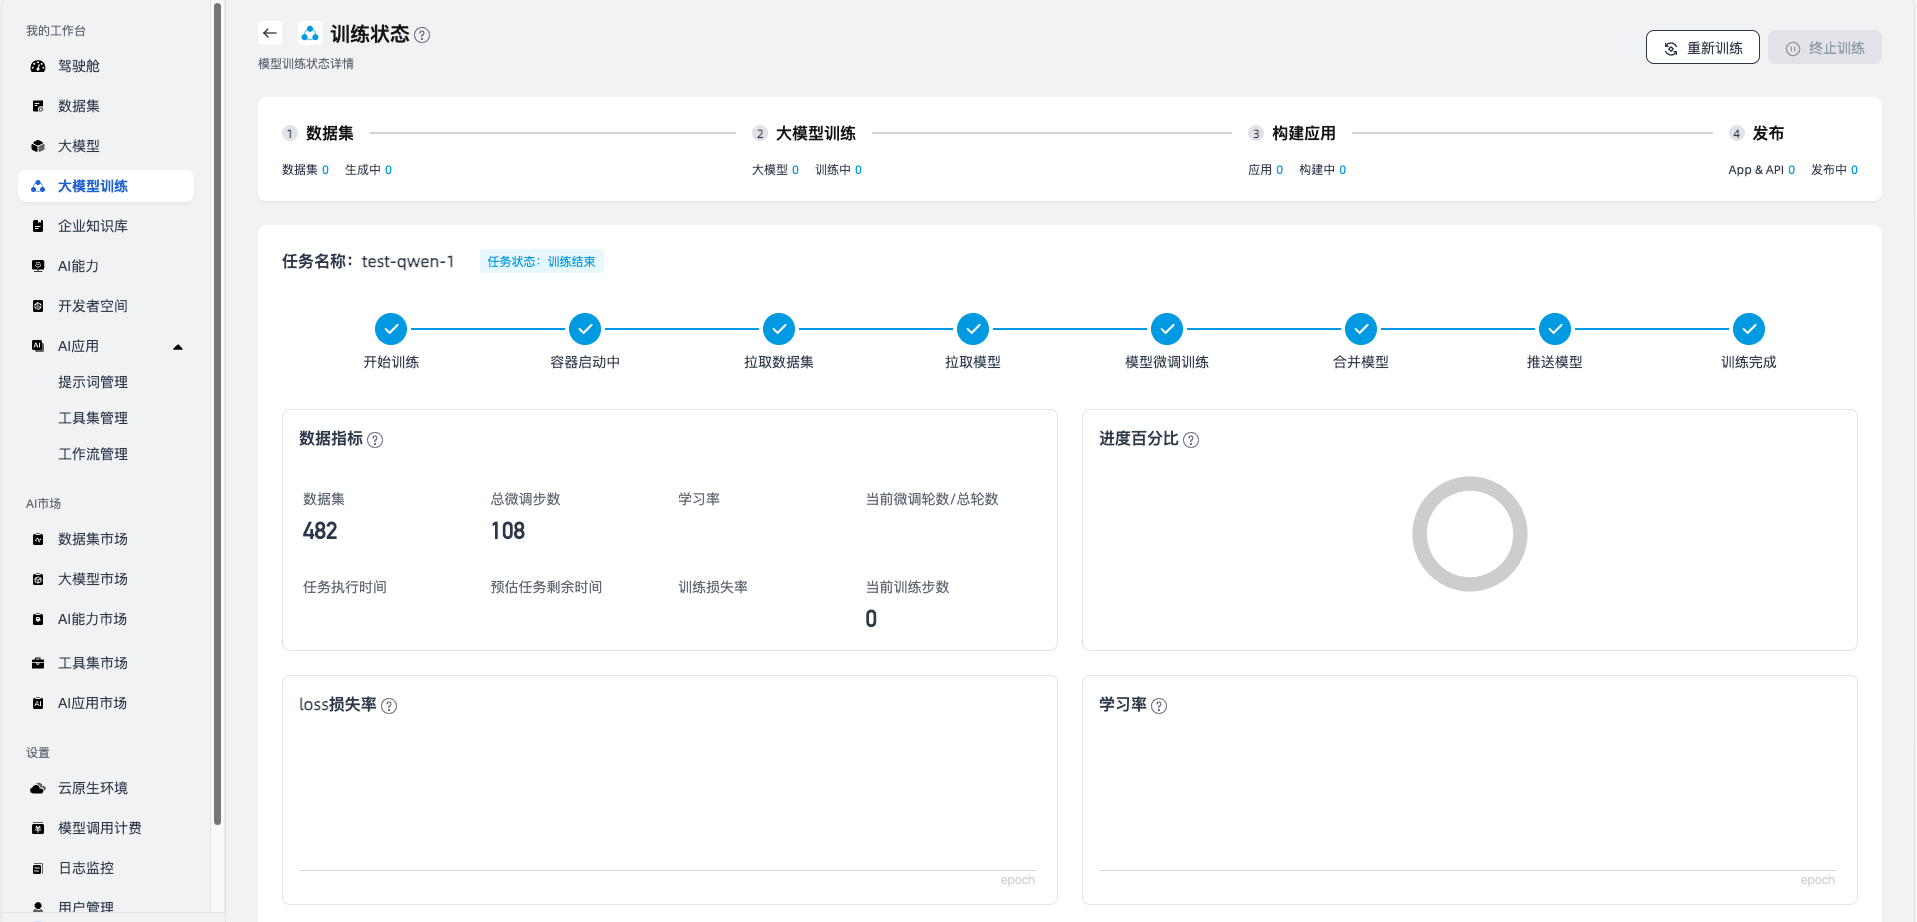 我的工作台
驾驶舱
数据集
大模型
大模型训练
企业知识库
AI能力
开发者空间
AI应用
提示词管理
工具集管理
工作流管理
AI市场
数据集市场
大模型市场
AI能力市场
工具集市场
AI应用市场
设置
云原生环境
模型调用计费
日志监控
用户管理
训练状态 ?
模型训练状态详情
重新训练 终止训练
1 数据集 2 大模型训练 3 构建应用 4 发布
数据集 0 生成中 0 大模型 0 训练中 0 应用 0 构建中 0 App & API 0 发布中 0
任务名称：test-qwen-1 任务状态：训练结束
开始训练 容器启动中 拉取数据集 拉取模型 模型微调训练 合并模型 推送模型 训练完成
数据指标 ?
数据集 总微调步数 学习率 当前微调轮数/总轮数
482 108
任务执行时间 预估任务剩余时间 训练损失率 当前训练步数
0
进度百分比 ?
loss损失率 ?
epoch
学习率 ?
epoch